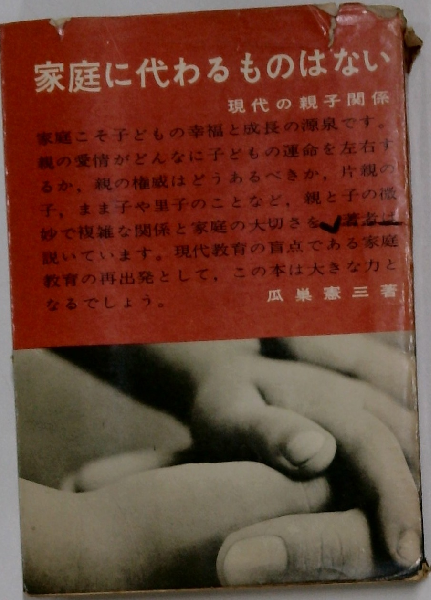 家庭に代わるものはない
現代の親子関係
家庭こそ子どもの幸福と成長の源泉です。
親の愛情がどんなに子どもの運命を左右す
るか，親の権威はどうあるべきか，片親の
子，まま子や里子のことなど，親と子の微
妙で複雑な関係と家庭の大切さを，著者は
説いています。現代教育の盲点である家庭
教育の再出発として，この本は大きな力と
なるでしょう。
瓜巣憲三著